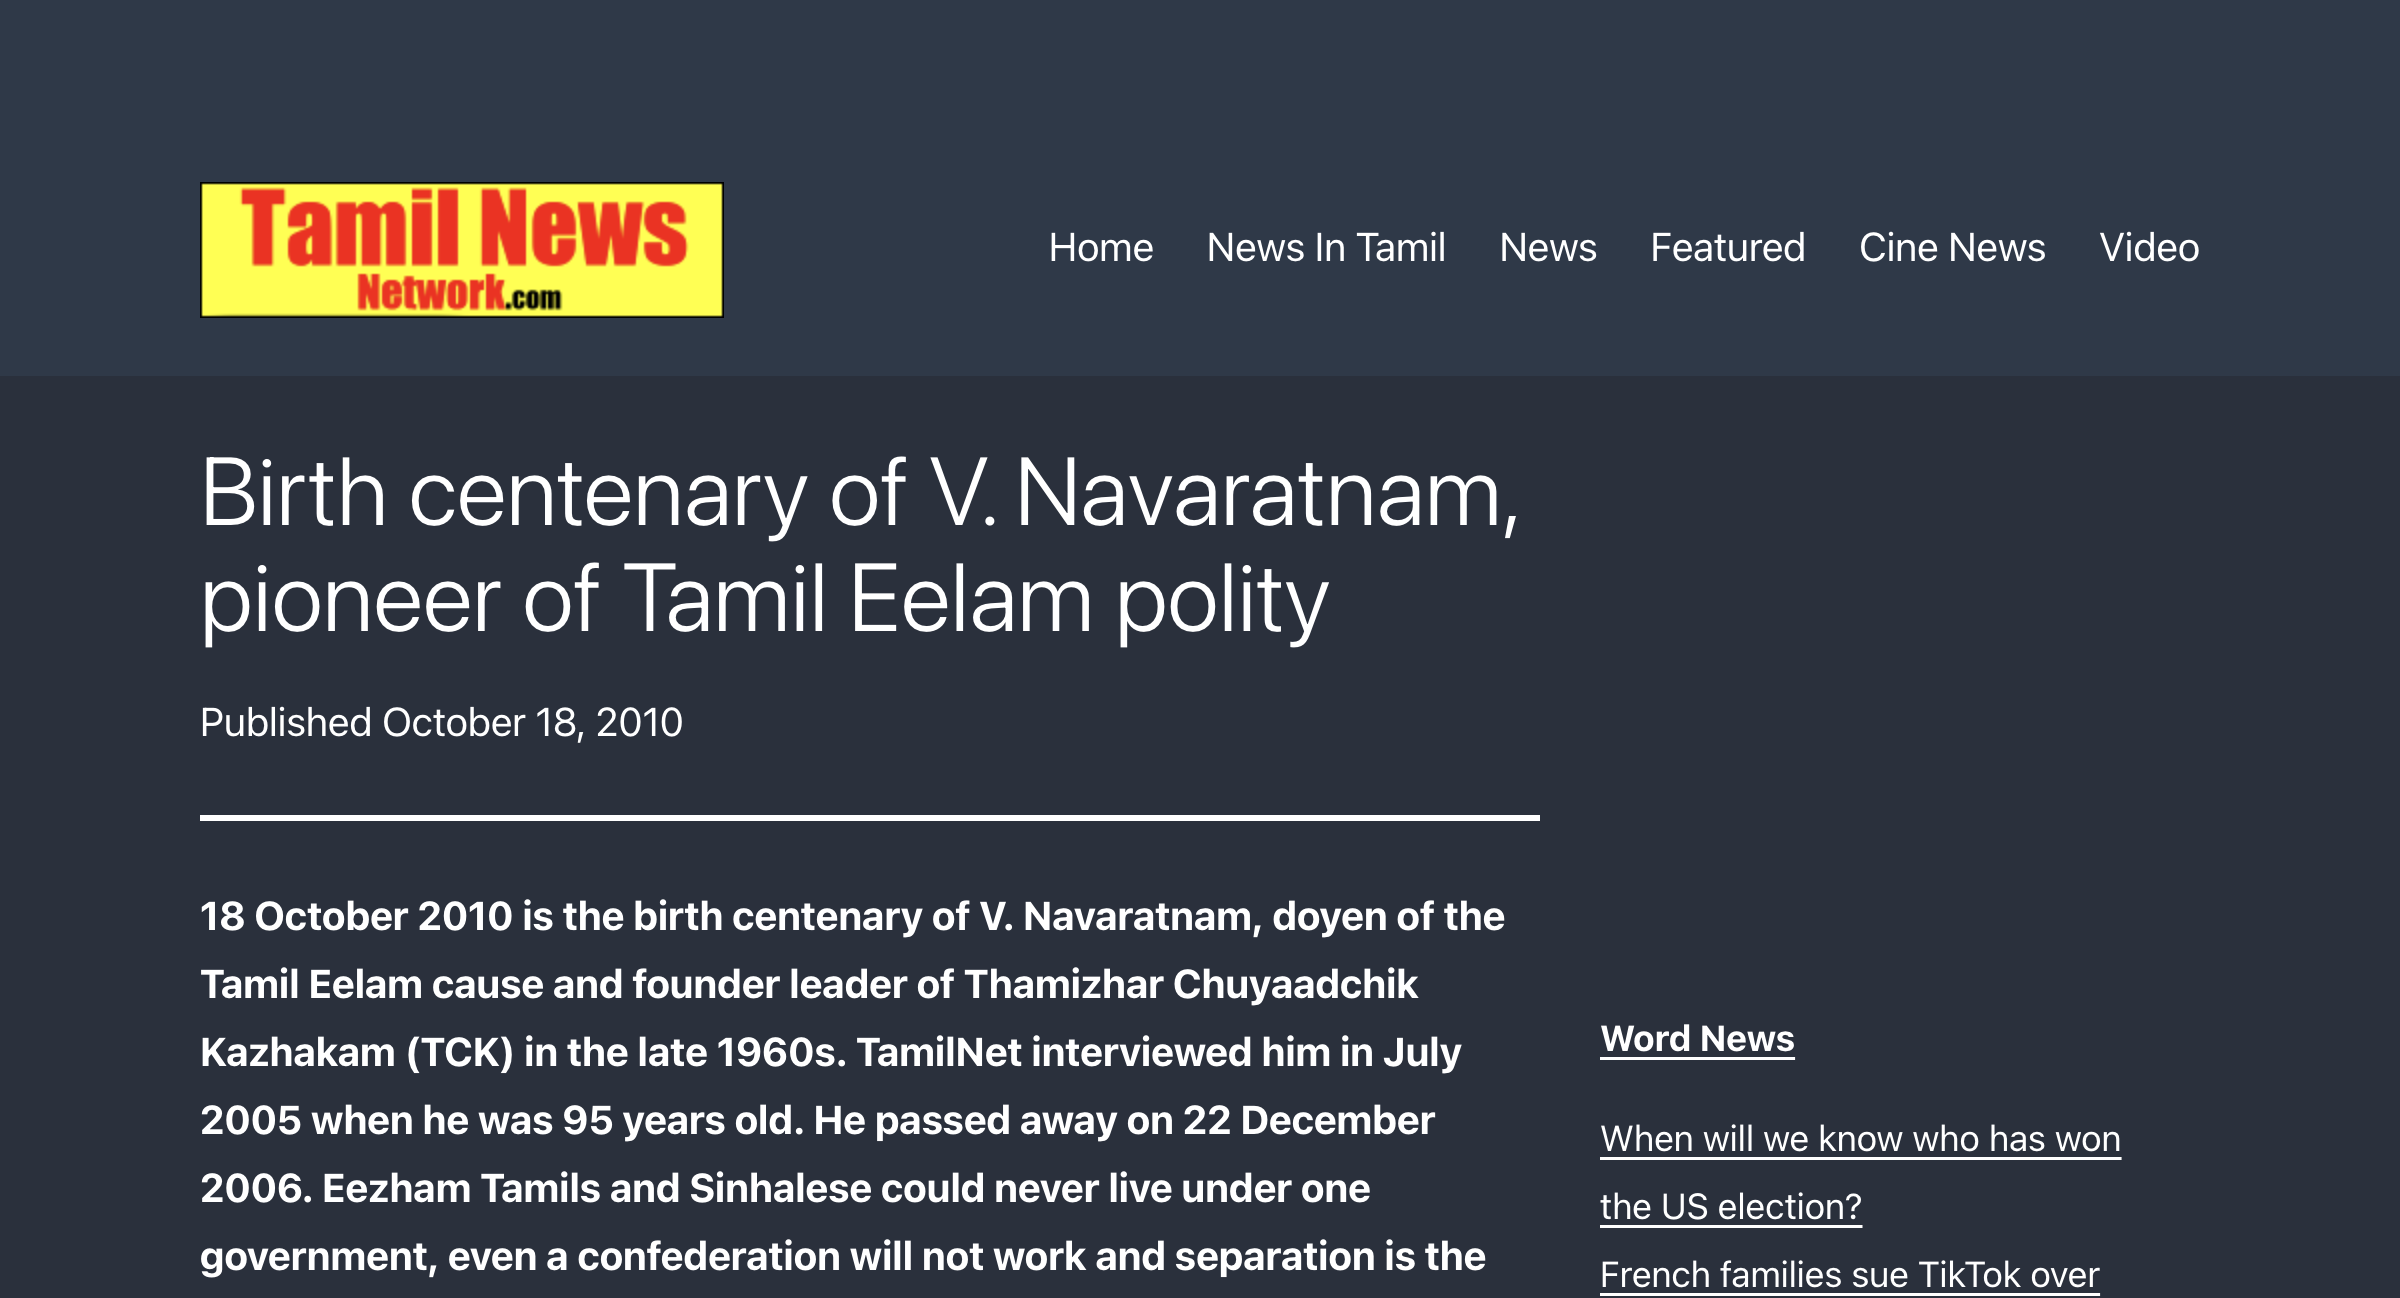 Tamil News
Network.com
Home News In Tamil News Featured Cine News Video
Birth centenary of V. Navaratnam,
pioneer of Tamil Eelam polity
Published October 18, 2010
18 October 2010 is the birth centenary of V. Navaratnam, doyen of the
Tamil Eelam cause and founder leader of Thamizhar Chuyaadchik
Kazhakam (TCK) in the late 1960s. TamilNet interviewed him in July
2005 when he was 95 years old. He passed away on 22 December
2006. Eezham Tamils and Sinhalese could never live under one
government, even a confederation will not work and separation is the
Word News
When will we know who has won
the US election?
French families sue TikTok over